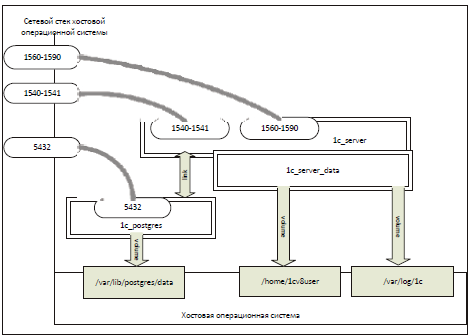 Сетевой стек хостовой
операционной системы
1560-1590
1540-1541
5432
1540-1541
1560-1590
1c_server
1c_server_data
link
5432
1c_postgres
volume
volume
volume
/var/lib/postgres/data
/home/1cv8user
/var/log/1c
Хостовая операционная система